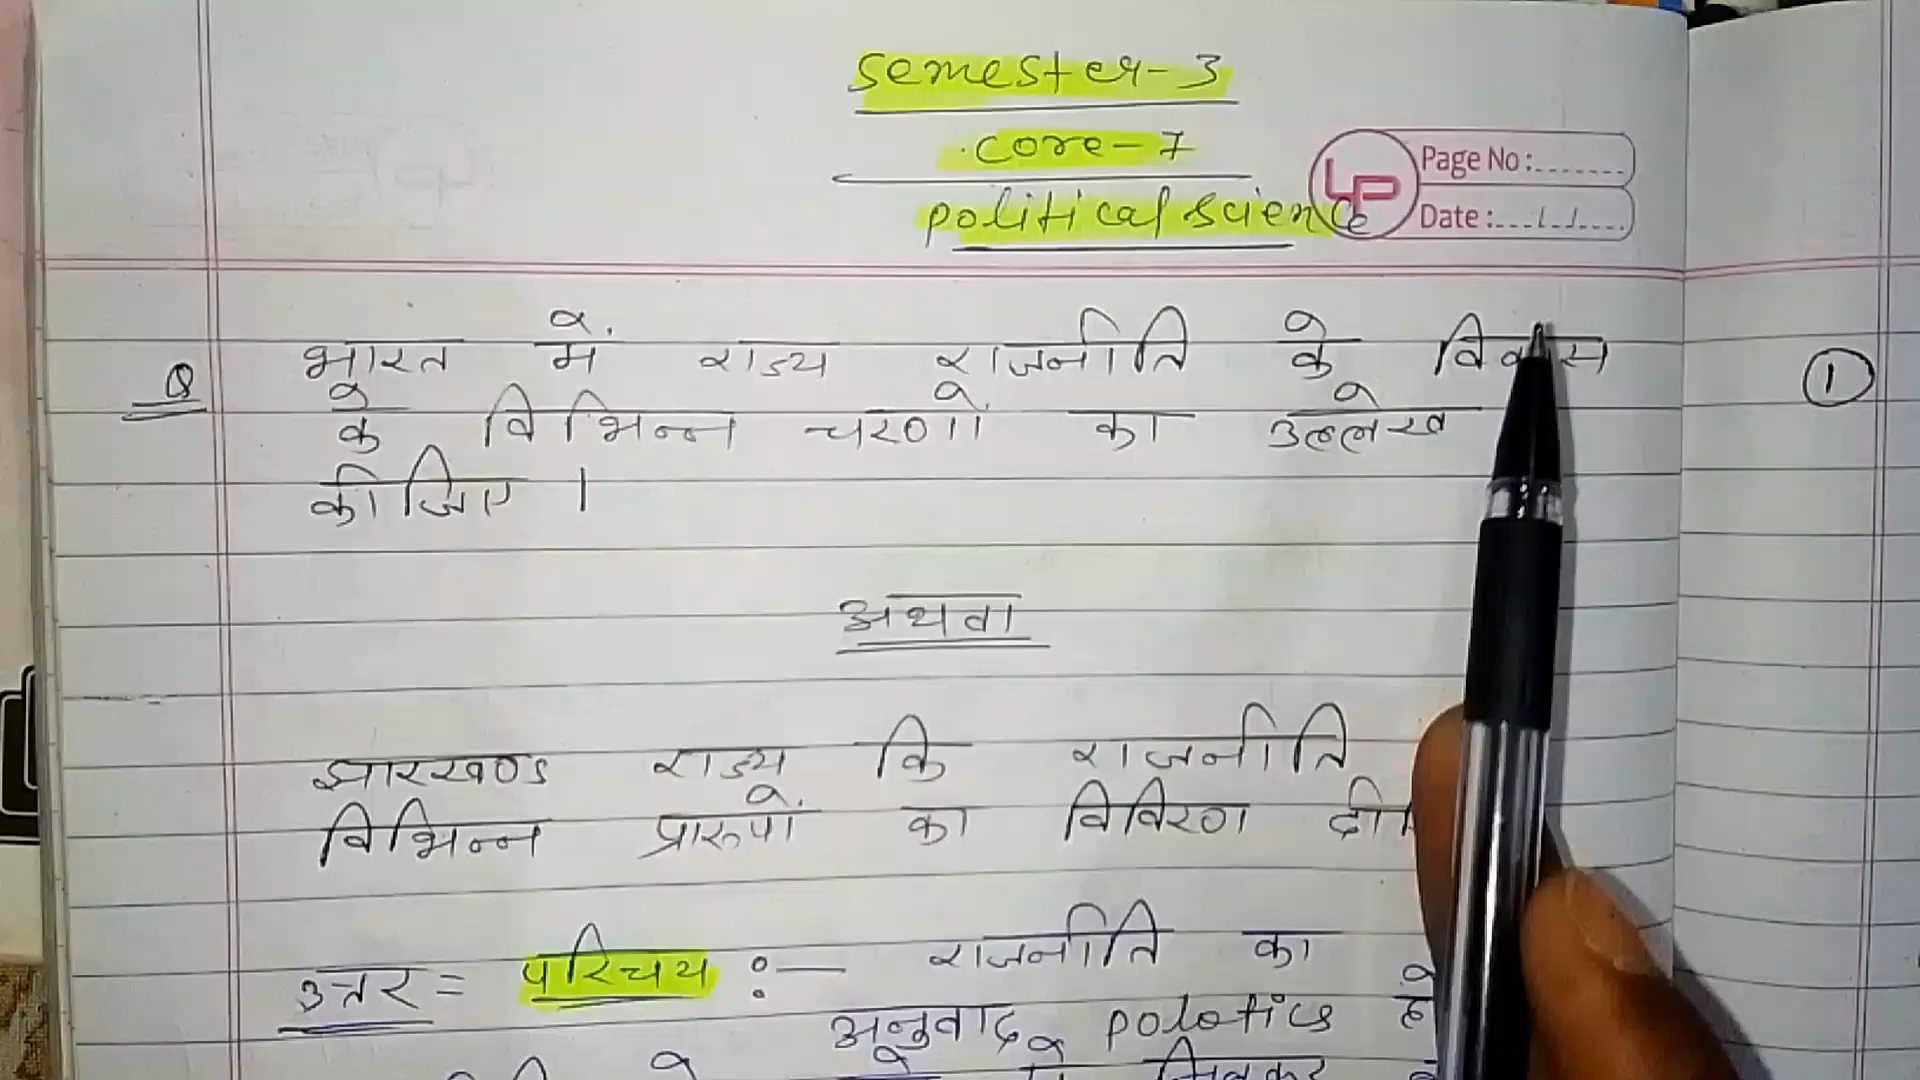 semester-3
core-7
political science
Page No :
Date :
Q भारत में राज्य राजनीति के विकास
के विभिन्न चरणों का उल्लेख
कीजिए ।
1
अथवा
झारखण्ड राज्य कि राजनीति
विभिन्न प्रारूपों का विविरण
उत्तर = परिचय :— राजनीति का
अनुवाद polotics